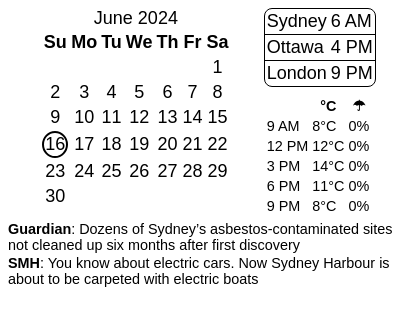 June 2024
Su Mo Tu We Th Fr Sa
1
2 3 4 5 6 7 8
9 10 11 12 13 14 15
16 17 18 19 20 21 22
23 24 25 26 27 28 29
30
Sydney 6 AM
Ottawa 4 PM
London 9 PM
°C ☂
9 AM 8°C 0%
12 PM 12°C 0%
3 PM 14°C 0%
6 PM 11°C 0%
9 PM 8°C 0%
Guardian: Dozens of Sydney’s asbestos-contaminated sites
not cleaned up six months after first discovery
SMH: You know about electric cars. Now Sydney Harbour is
about to be carpeted with electric boats